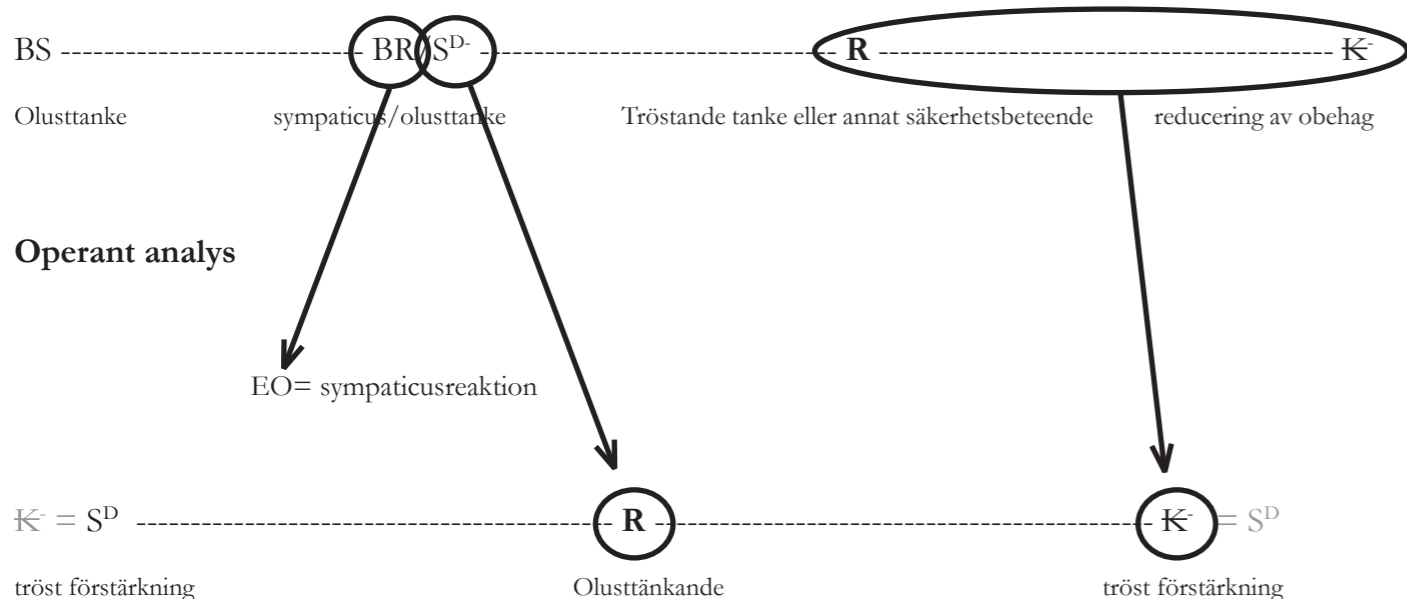 BS BR/S^D- R K̶-
Olusttanke sympaticus/olusttanke Tröstande tanke eller annat säkerhetsbeteende reducering av obehag
Operant analys
EO= sympaticusreaktion
K̶- = S^D R K̶- = S^D
tröst förstärkning Olusttänkande tröst förstärkning